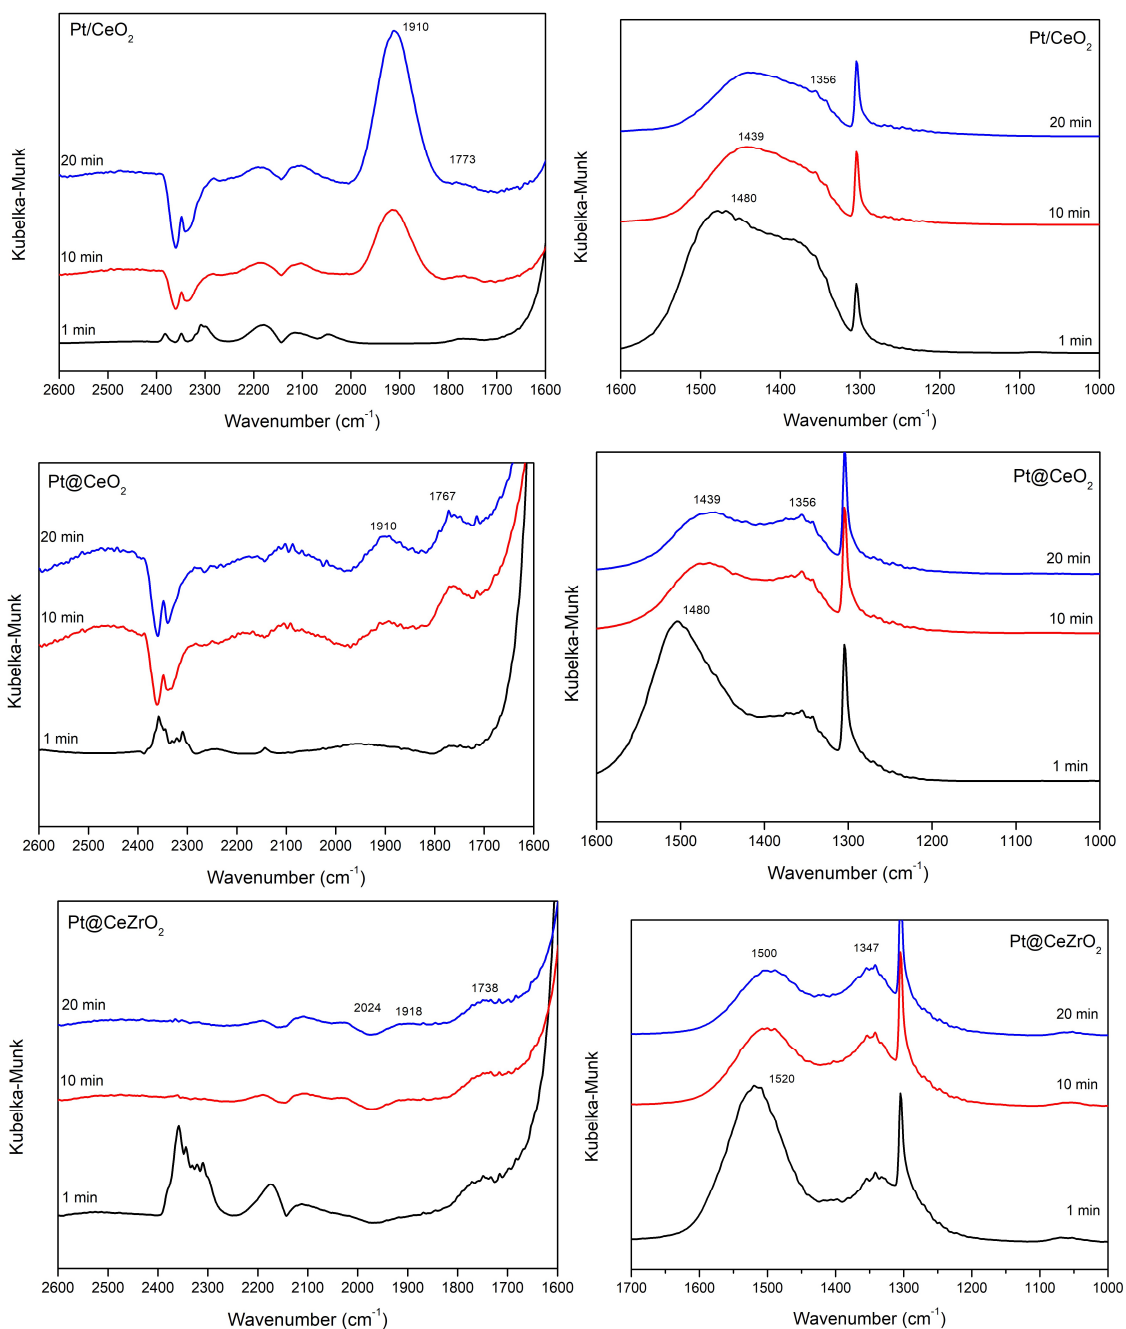 Pt/CeO2
1910
1773
20 min
10 min
1 min
Kubelka-Munk
2600 2500 2400 2300 2200 2100 2000 1900 1800 1700 1600
Wavenumber (cm-1)
Pt/CeO2
1356
20 min
1439
10 min
1480
1 min
Kubelka-Munk
1600 1500 1400 1300 1200 1100 1000
Wavenumber (cm-1)
Pt@CeO2
1767
1910
20 min
10 min
1 min
Kubelka-Munk
2600 2500 2400 2300 2200 2100 2000 1900 1800 1700 1600
Wavenumber (cm-1)
Pt@CeO2
1439
1356
20 min
10 min
1480
1 min
Kubelka-Munk
1600 1500 1400 1300 1200 1100 1000
Wavenumber (cm-1)
Pt@CeZrO2
1738
2024
1918
20 min
10 min
1 min
Kubelka-Munk
2600 2500 2400 2300 2200 2100 2000 1900 1800 1700 1600
Wavenumber (cm-1)
Pt@CeZrO2
1500
1347
20 min
1520
10 min
1 min
Kubelka-Munk
1700 1600 1500 1400 1300 1200 1100 1000
Wavenumber (cm-1)